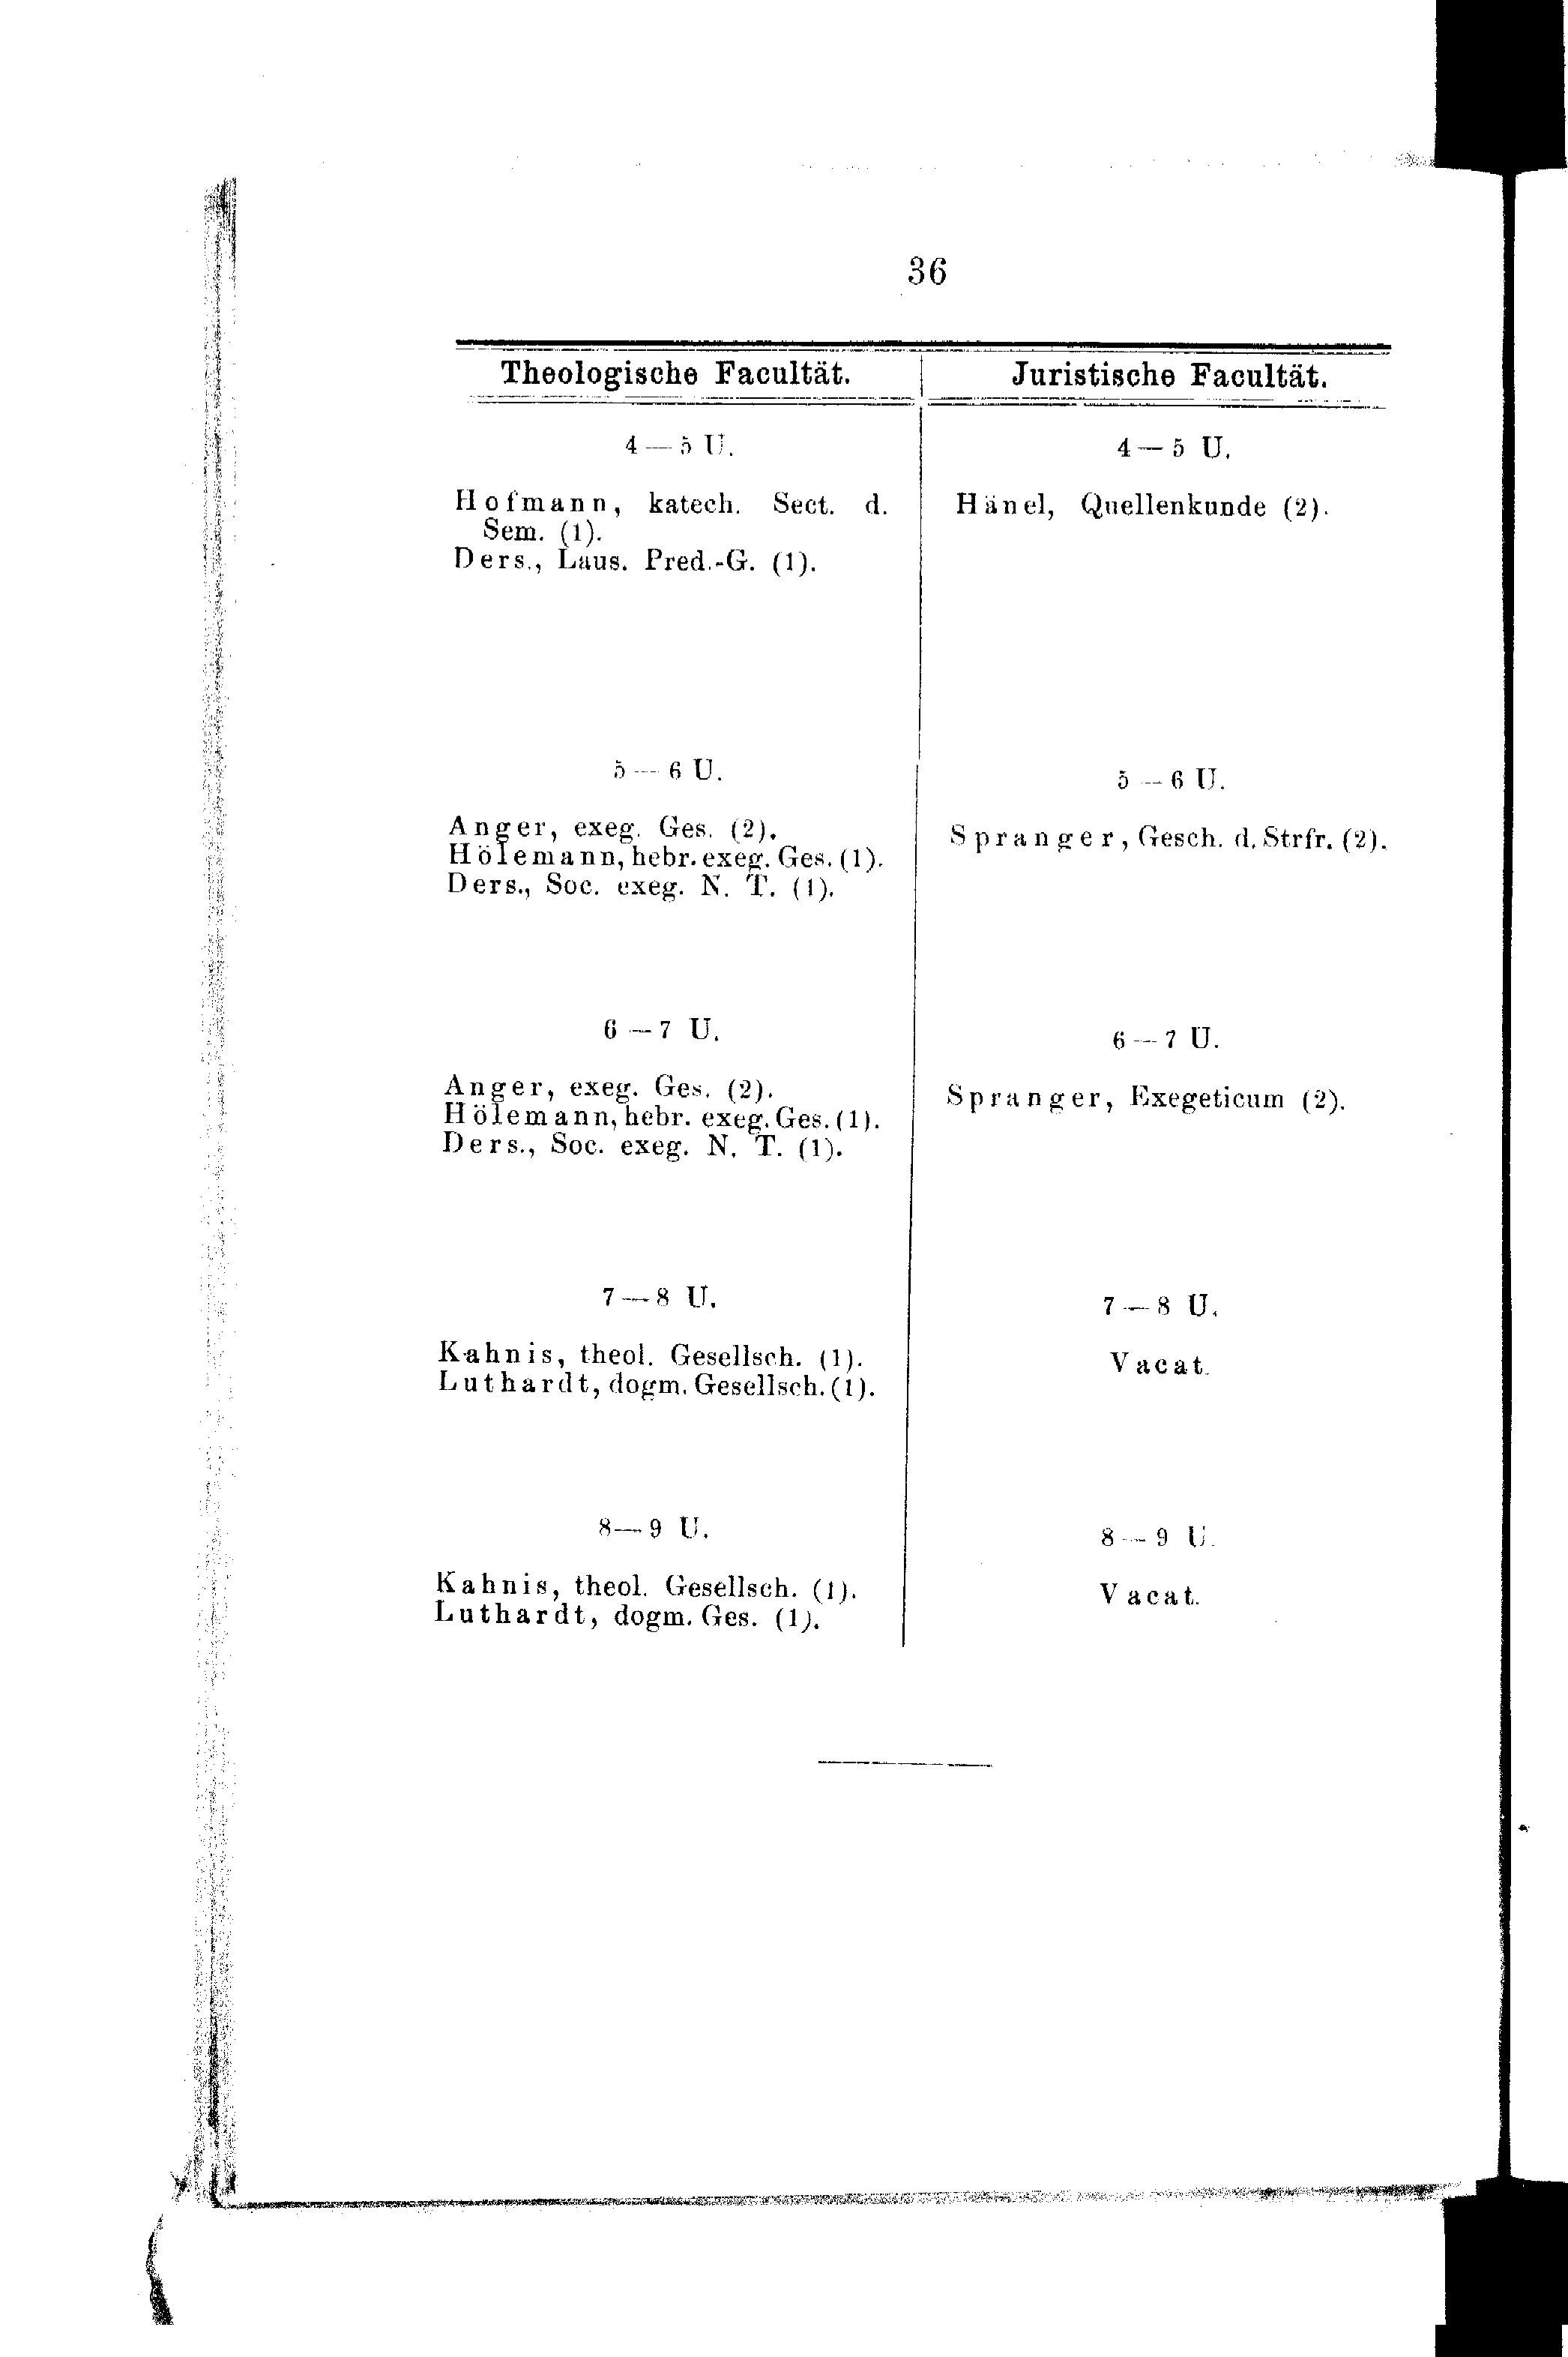 36
Theologische Facultät.
4 — 5 U.
Hofmann, katech. Sect. d.
Sem. (1).
Ders., Laus. Pred.-G. (1).
5 — 6 U.
Anger, exeg. Ges. (2).
Hölemann, hebr. exeg. Ges. (1).
Ders., Soc. exeg. N. T. (1).
6 — 7 U.
Anger, exeg. Ges. (2).
Hölemann, hebr. exeg. Ges. (1).
Ders., Soc. exeg. N. T. (1).
7 — 8 U.
Kahnis, theol. Gesellsch. (1).
Luthardt, dogm. Gesellsch. (1).
8 — 9 U.
Kahnis, theol. Gesellsch. (1).
Luthardt, dogm. Ges. (1).
Juristische Facultät.
4 — 5 U.
Hänel, Quellenkunde (2).
5 — 6 U.
Spranger, Gesch. d. Strfr. (2).
6 — 7 U.
Spranger, Exegeticum (2).
7 — 8 U.
Vacat.
8 — 9 U.
Vacat.